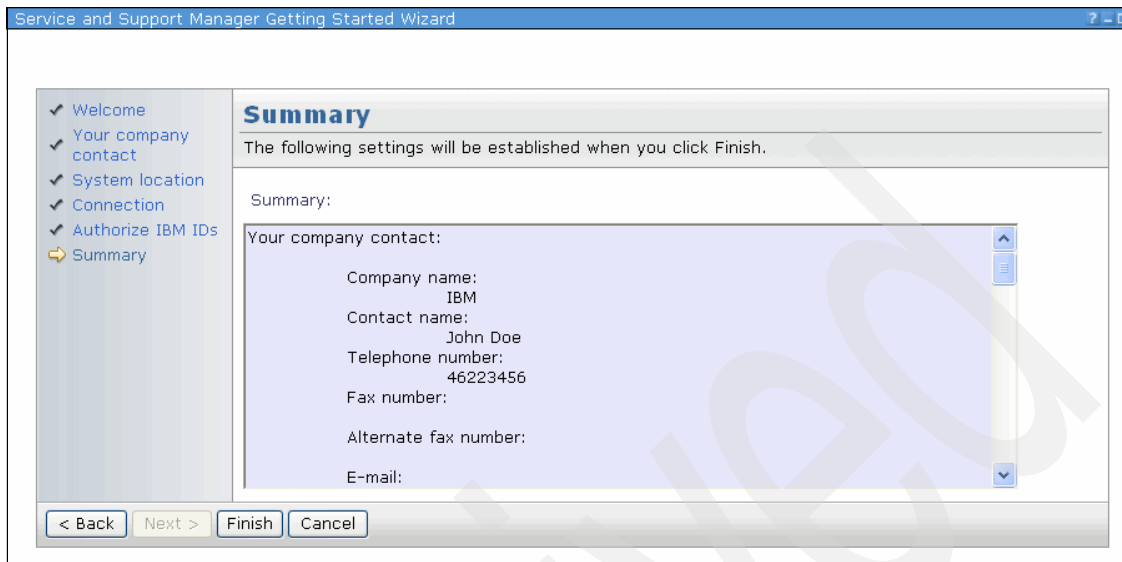 Service and Support Manager Getting Started Wizard
? –
Welcome
Your company
contact
System location
Connection
Authorize IBM IDs
Summary
Summary
The following settings will be established when you click Finish.
Summary:
Your company contact:
Company name:
IBM
Contact name:
John Doe
Telephone number:
46223456
Fax number:
Alternate fax number:
E-mail:
< Back Next > Finish Cancel